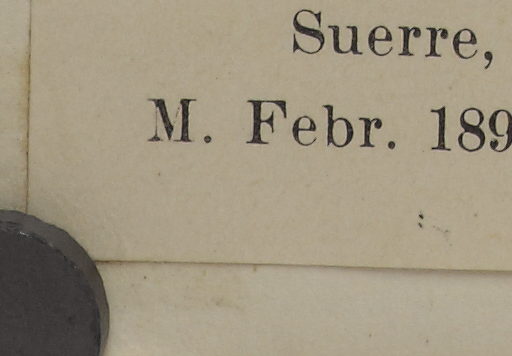 Suerre,
M. Febr. 189